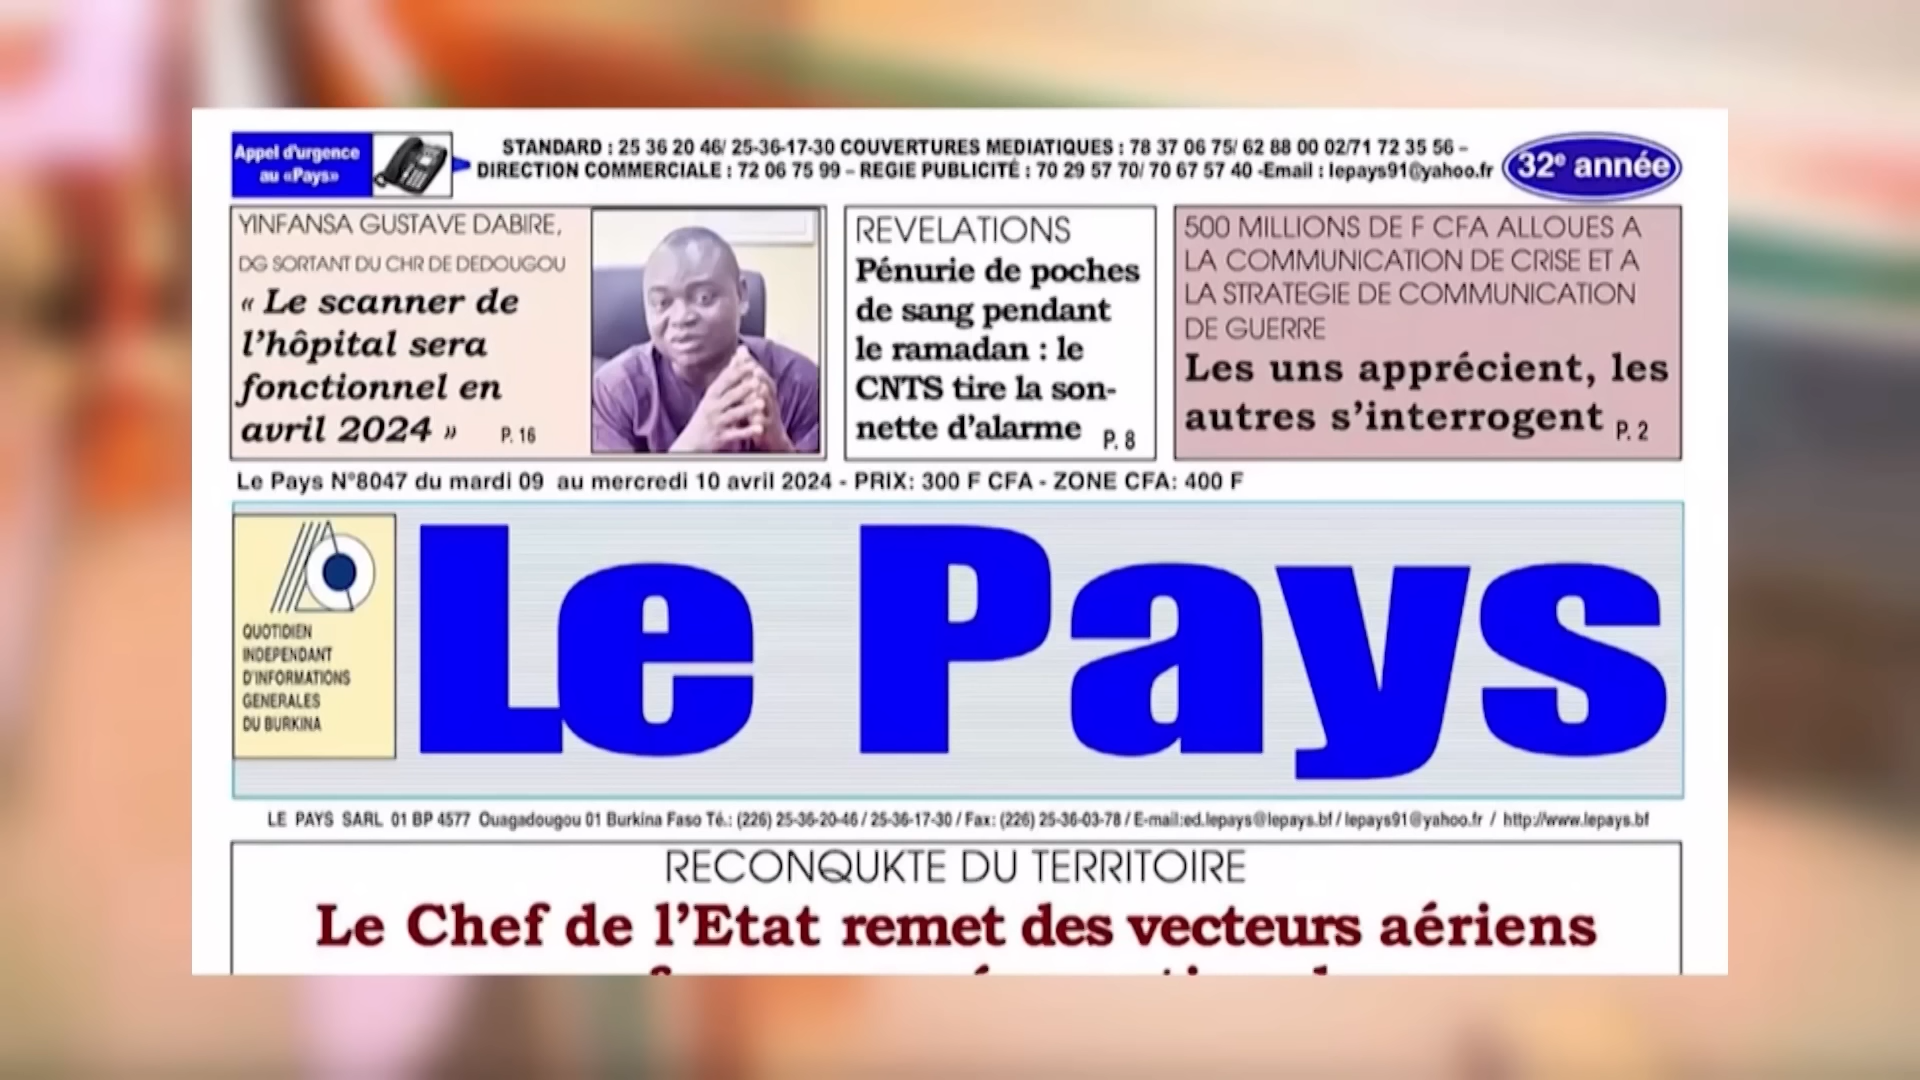 Appel d'urgence
au «Pays»
STANDARD : 25 36 20 46/ 25-36-17-30 COUVERTURES MEDIATIQUES : 78 37 06 75/ 62 88 00 02/71 72 35 56 –
DIRECTION COMMERCIALE : 72 06 75 99 – REGIE PUBLICITÉ : 70 29 57 70/ 70 67 57 40 -Email : lepays91@yahoo.fr
32e année
YINFANSA GUSTAVE DABIRE,
DG SORTANT DU CHR DE DEDOUGOU
« Le scanner de
l'hôpital sera
fonctionnel en
avril 2024 » P. 16
REVELATIONS
Pénurie de poches
de sang pendant
le ramadan : le
CNTS tire la son-
nette d'alarme P. 8
500 MILLIONS DE F CFA ALLOUES A
LA COMMUNICATION DE CRISE ET A
LA STRATEGIE DE COMMUNICATION
DE GUERRE
Les uns apprécient, les
autres s'interrogent P. 2
Le Pays N°8047 du mardi 09 au mercredi 10 avril 2024 - PRIX: 300 F CFA - ZONE CFA: 400 F
QUOTIDIEN
INDEPENDANT
D'INFORMATIONS
GENERALES
DU BURKINA
Le Pays
LE PAYS SARL 01 BP 4577 Ouagadougou 01 Burkina Faso Té.: (226) 25-36-20-46 / 25-36-17-30 / Fax: (226) 25-36-03-78 / E-mail:ed.lepays@lepays.bf / lepays91@yahoo.fr / http://www.lepays.bf
RECONQUKTE DU TERRITOIRE
Le Chef de l'Etat remet des vecteurs aériens